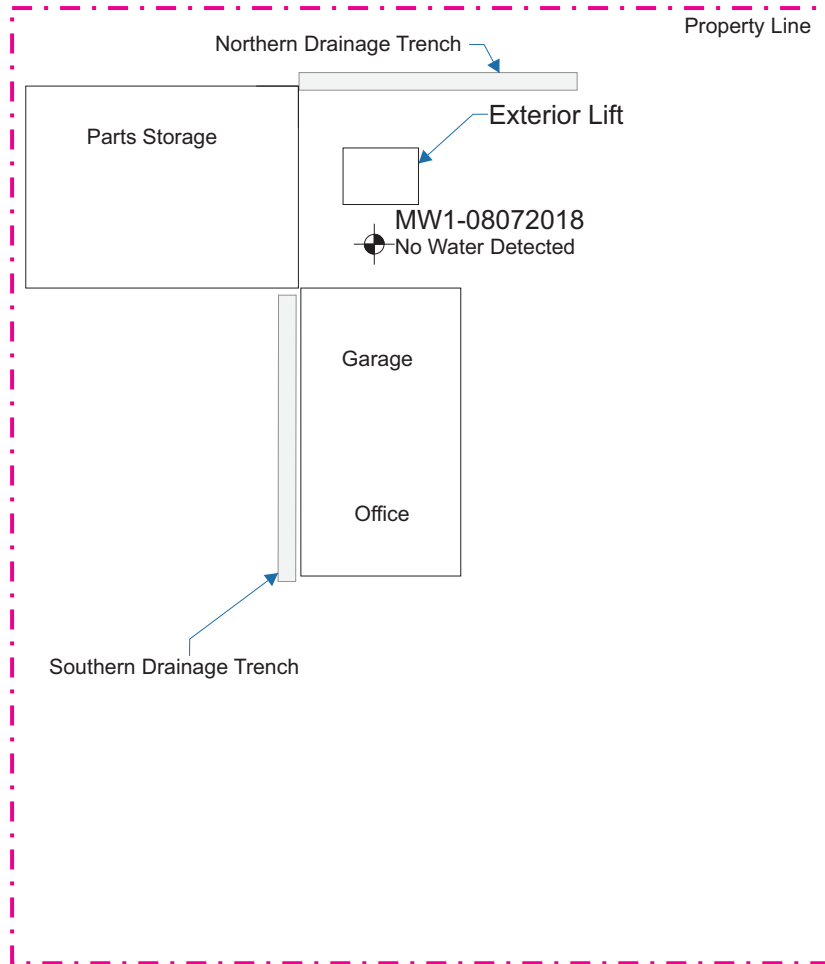 Property Line
Northern Drainage Trench
Exterior Lift
Parts Storage
MW1-08072018
No Water Detected
Garage
Office
Southern Drainage Trench